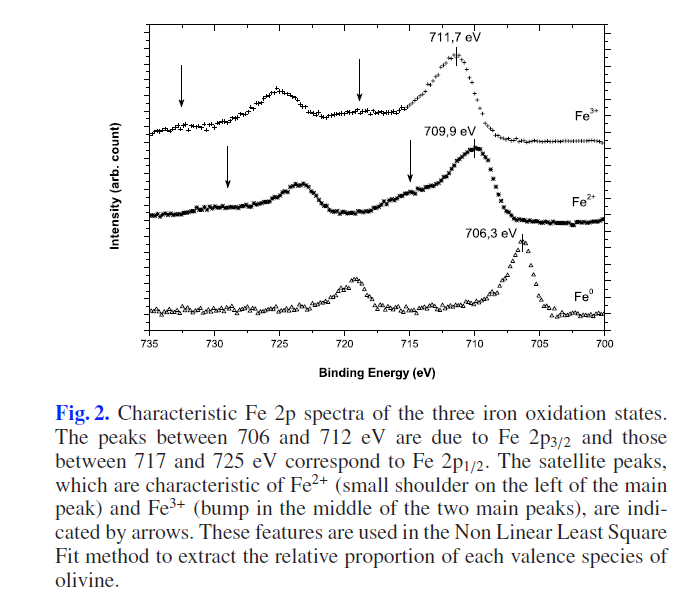 711,7 eV
Fe³⁺
709,9 eV
Fe²⁺
706,3 eV
Fe⁰
Intensity (arb. count)
735 730 725 720 715 710 705 700
Binding Energy (eV)
Fig. 2. Characteristic Fe 2p spectra of the three iron oxidation states.
The peaks between 706 and 712 eV are due to Fe 2p3/2 and those
between 717 and 725 eV correspond to Fe 2p1/2. The satellite peaks,
which are characteristic of Fe²⁺ (small shoulder on the left of the main
peak) and Fe³⁺ (bump in the middle of the two main peaks), are indi-
cated by arrows. These features are used in the Non Linear Least Square
Fit method to extract the relative proportion of each valence species of
olivine.